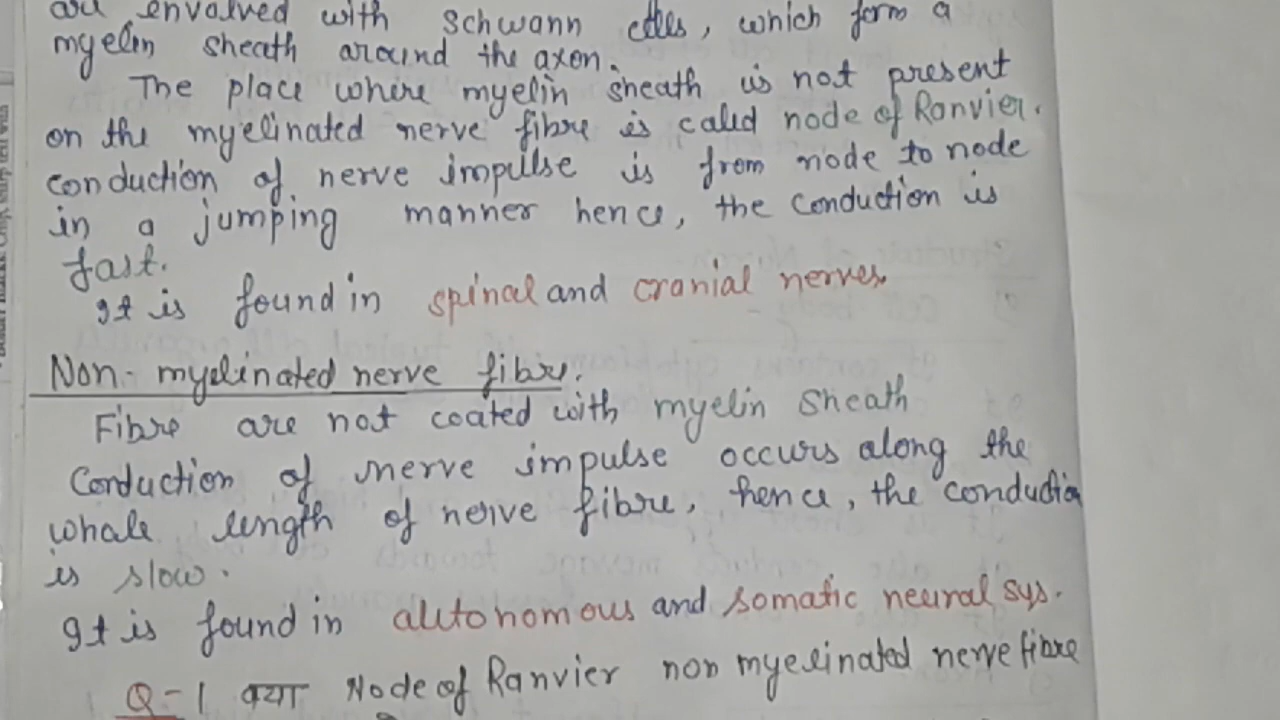 are envolved with Schwann cells, which form a
myelin sheath around the axon.
The place where myelin sheath is not present
on the myelinated nerve fibre is called node of Ranvier.
conduction of nerve impulse is from node to node
in a jumping manner hence, the conduction is
fast.
It is found in spinal and cranial nerves
Non-myelinated nerve fibre.
Fibre are not coated with myelin Sheath
Conduction of nerve impulse occurs along the
whole length of nerve fibre, hence, the conduction
is slow.
It is found in autonomous and somatic neural sys.
Q-1 क्या Node of Ranvier non myelinated nerve fibre